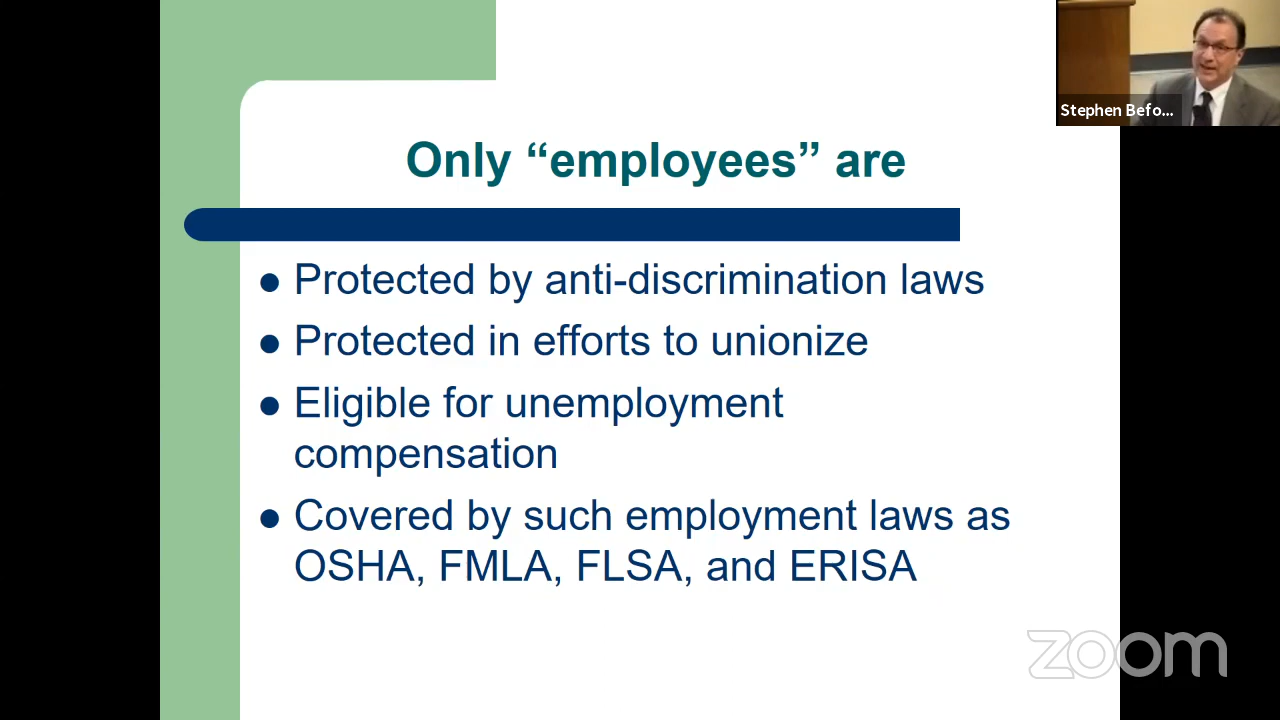 Stephen Befo...
Only “employees” are
● Protected by anti-discrimination laws
● Protected in efforts to unionize
● Eligible for unemployment
compensation
● Covered by such employment laws as
OSHA, FMLA, FLSA, and ERISA
zoom